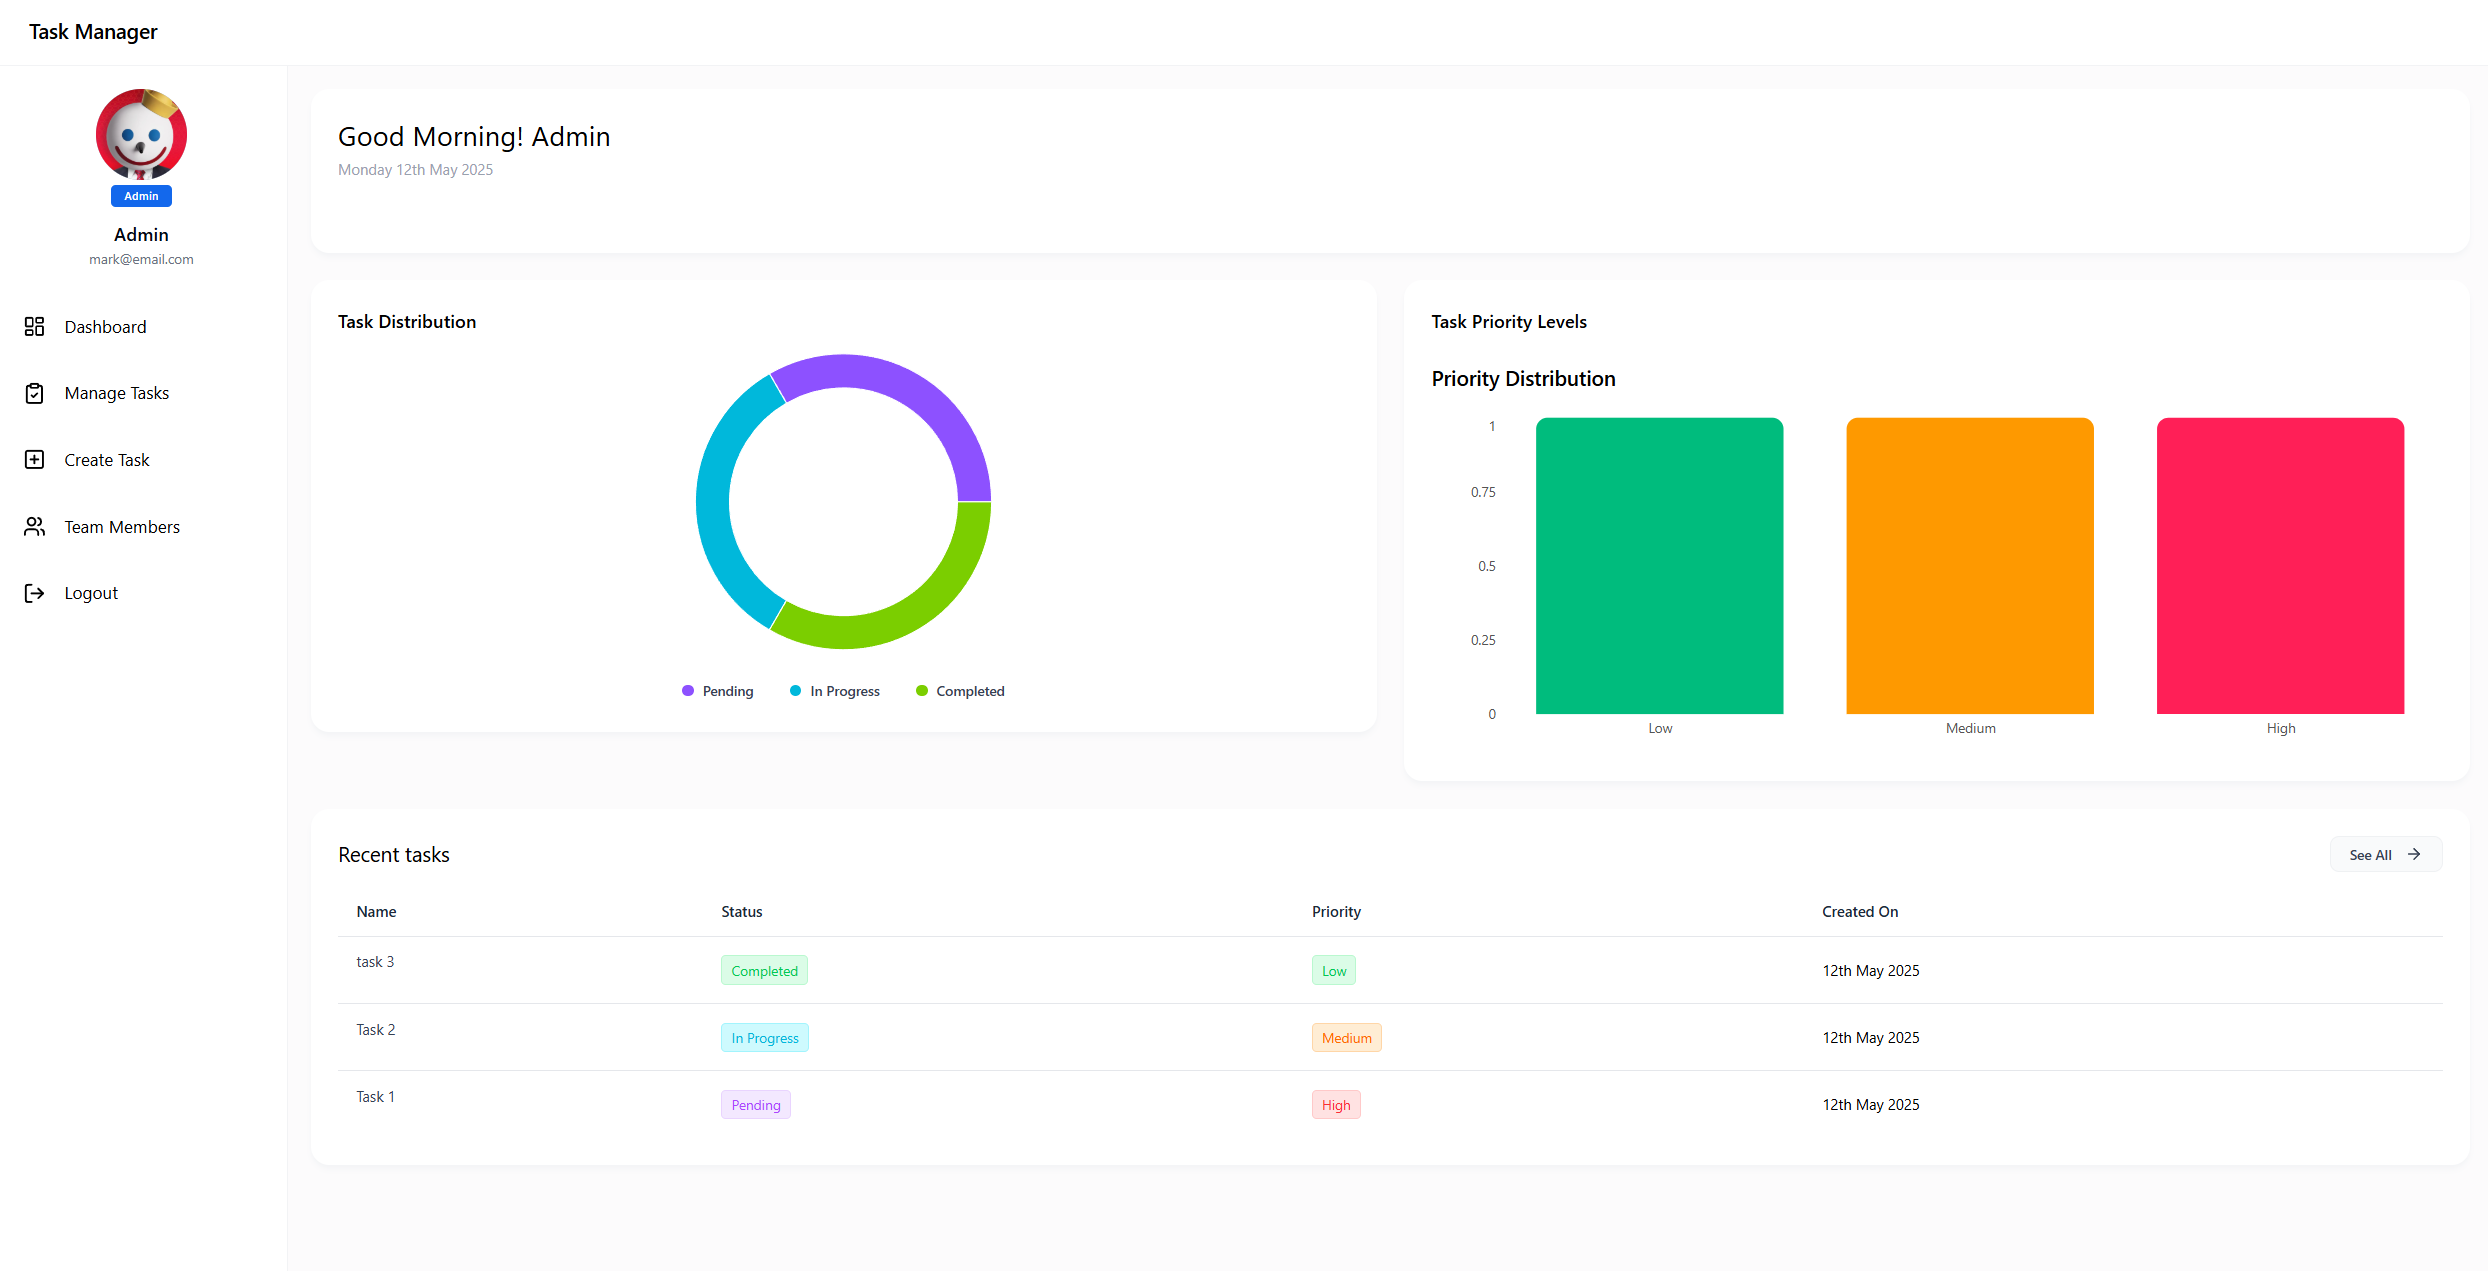 Task Manager
Admin
Admin
mark@email.com
Dashboard
Manage Tasks
Create Task
Team Members
Logout
Good Morning! Admin
Monday 12th May 2025
Task Distribution
Pending In Progress Completed
Task Priority Levels
Priority Distribution
1
0.75
0.5
0.25
0
Low Medium High
Recent tasks
See All
Name Status Priority Created On
task 3 Completed Low 12th May 2025
Task 2 In Progress Medium 12th May 2025
Task 1 Pending High 12th May 2025